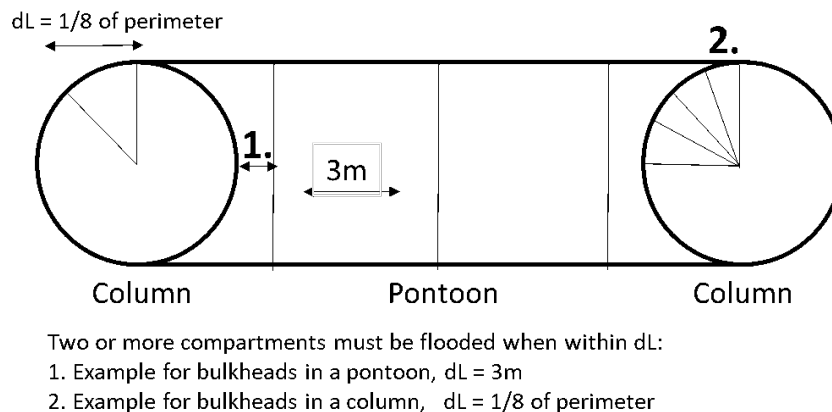 dL = 1/8 of perimeter
2.
1.
3m
Column
Pontoon
Column
Two or more compartments must be flooded when within dL:
1. Example for bulkheads in a pontoon, dL = 3m
2. Example for bulkheads in a column, dL = 1/8 of perimeter